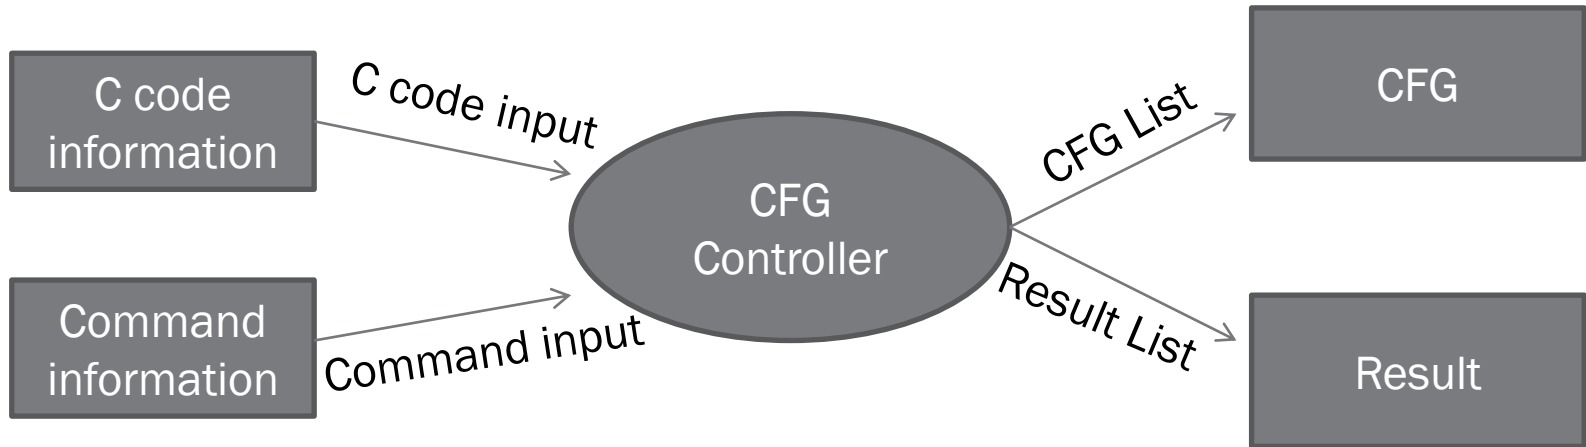 C code
information
C code input
Command
information
Command input
CFG
Controller
CFG List
Result List
CFG
Result